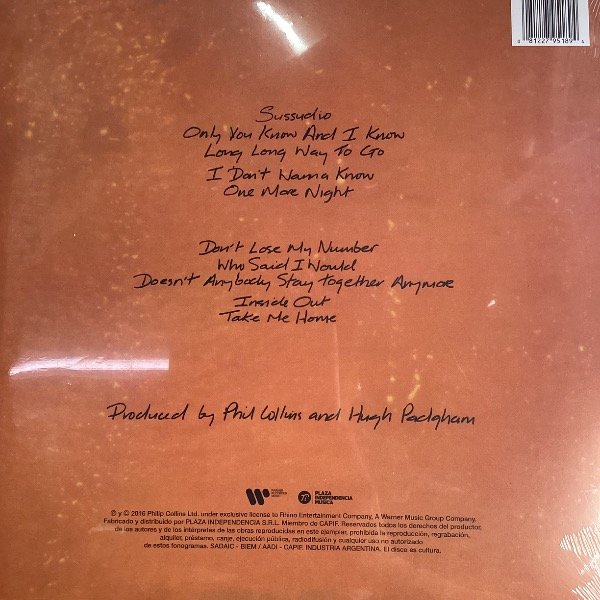 0 81227 95189 4
Sussudio
Only You Know And I Know
Long Long Way To Go
I Don't Wanna Know
One More Night
Don't Lose My Number
Who Said I Would
Doesn't Anybody Stay Together Anymore
Inside Out
Take Me Home
Produced by Phil Collins and Hugh Padgham
PLAZA
INDEPENDENCIA
MÚSICA
℗ y © 2016 Philip Collins Ltd. under exclusive license to Rhino Entertainment Company, A Warner Music Group Company.
Fabricado y distribuido por PLAZA INDEPENDENCIA S.R.L. Miembro de CAPIF. Reservados todos los derechos del productor,
de los autores y de los intérpretes de las obras reproducidas en este ejemplar, prohibida la reproducción, regrabación,
alquiler, préstamo, canje, ejecución pública, radiodifusión y cualquier uso no autorizado
de estos fonogramas. SADAIC - BIEM / AADI - CAPIF. INDUSTRIA ARGENTINA. El disco es cultura.